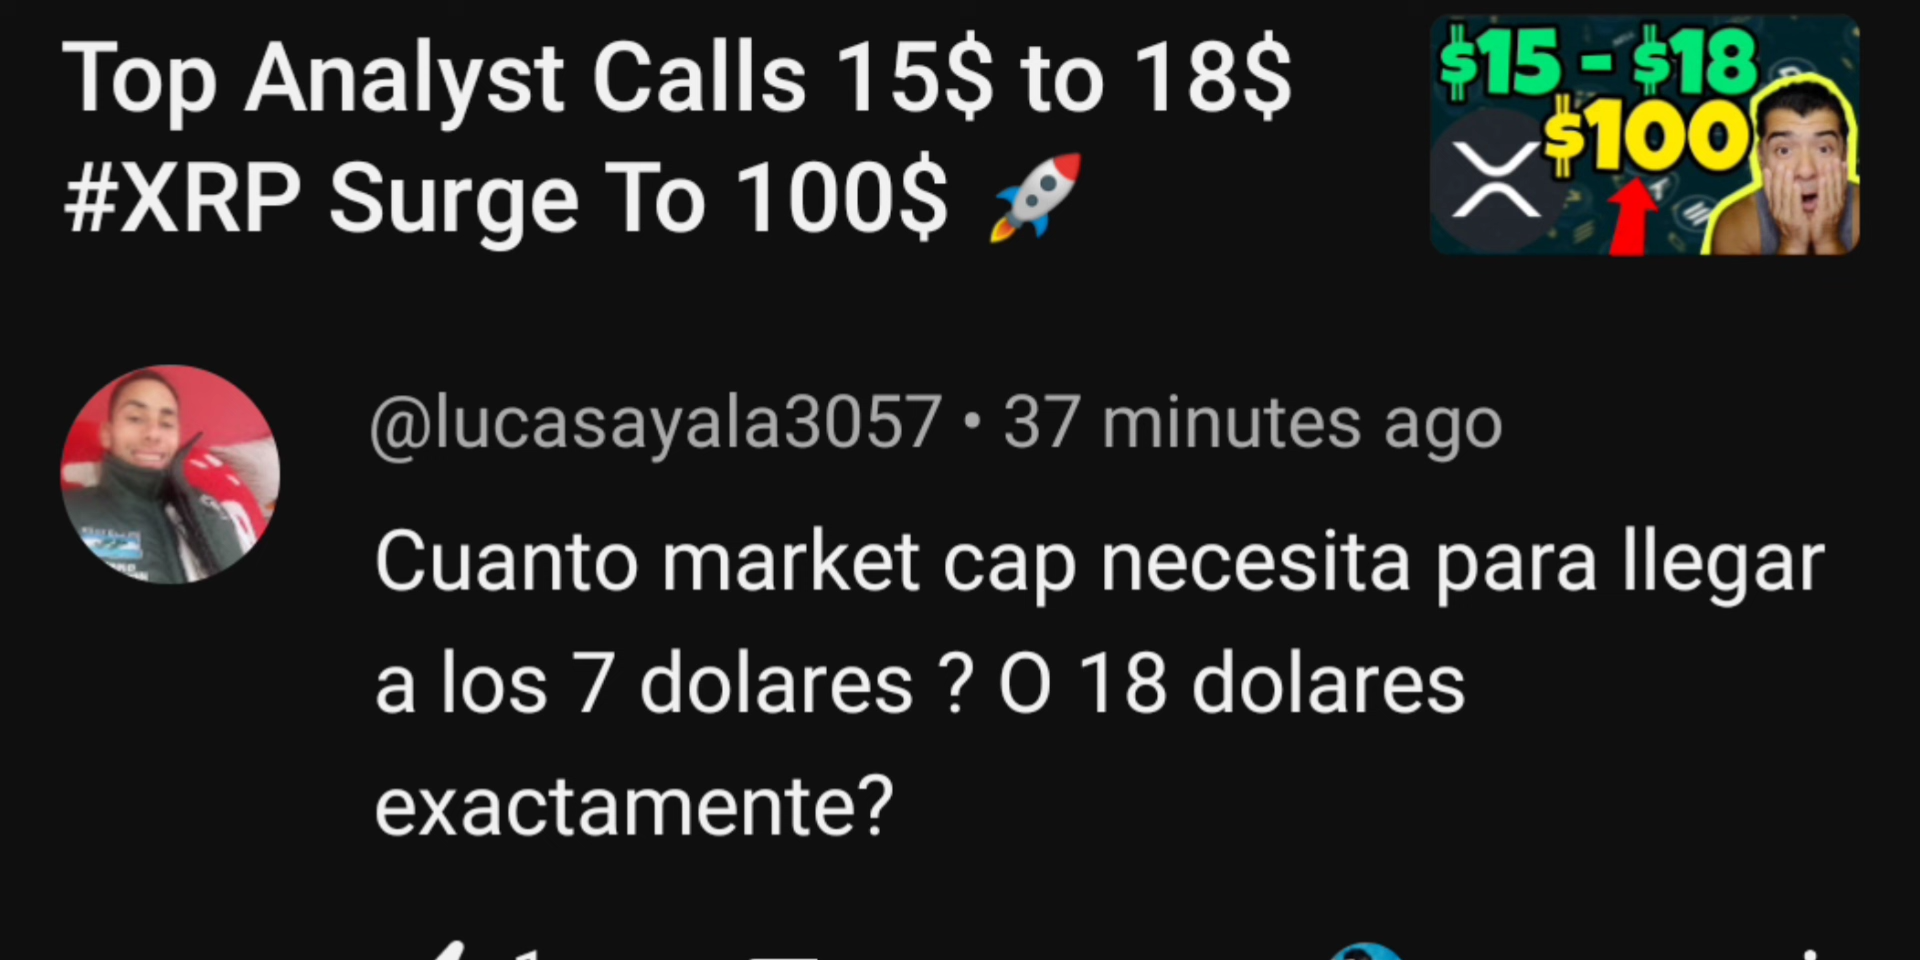 Top Analyst Calls 15$ to 18$
#XRP Surge To 100$ 🚀
$15 - $18
$100
@lucasayala3057 • 37 minutes ago
Cuanto market cap necesita para llegar
a los 7 dolares ? O 18 dolares
exactamente?